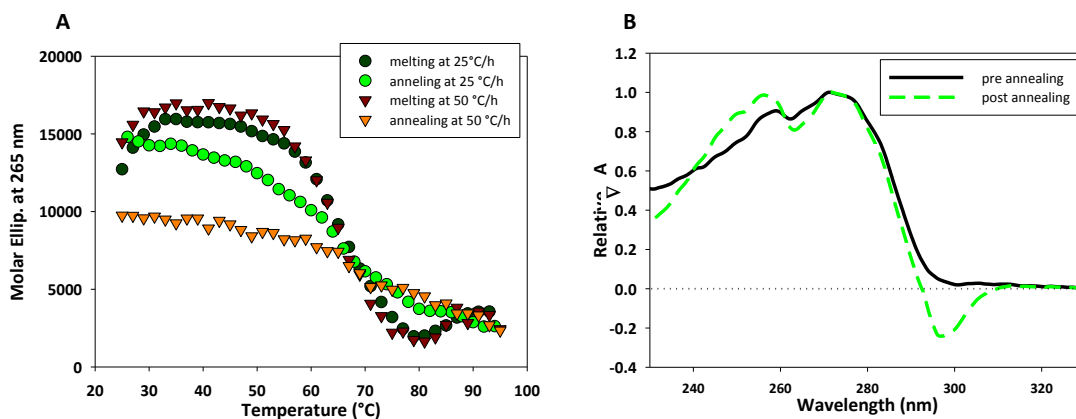 A
Molar Ellip. at 265 nm
20000
15000
10000
5000
0
20 30 40 50 60 70 80 90 100
Temperature (°C)
melting at 25°C/h
anneling at 25 °C/h
melting at 50 °C/h
annealing at 50 °C/h
B
Relative ∇ A
1.2
1.0
0.8
0.6
0.4
0.2
0.0
-0.2
-0.4
240 260 280 300 320
Wavelength (nm)
pre annealing
post annealing